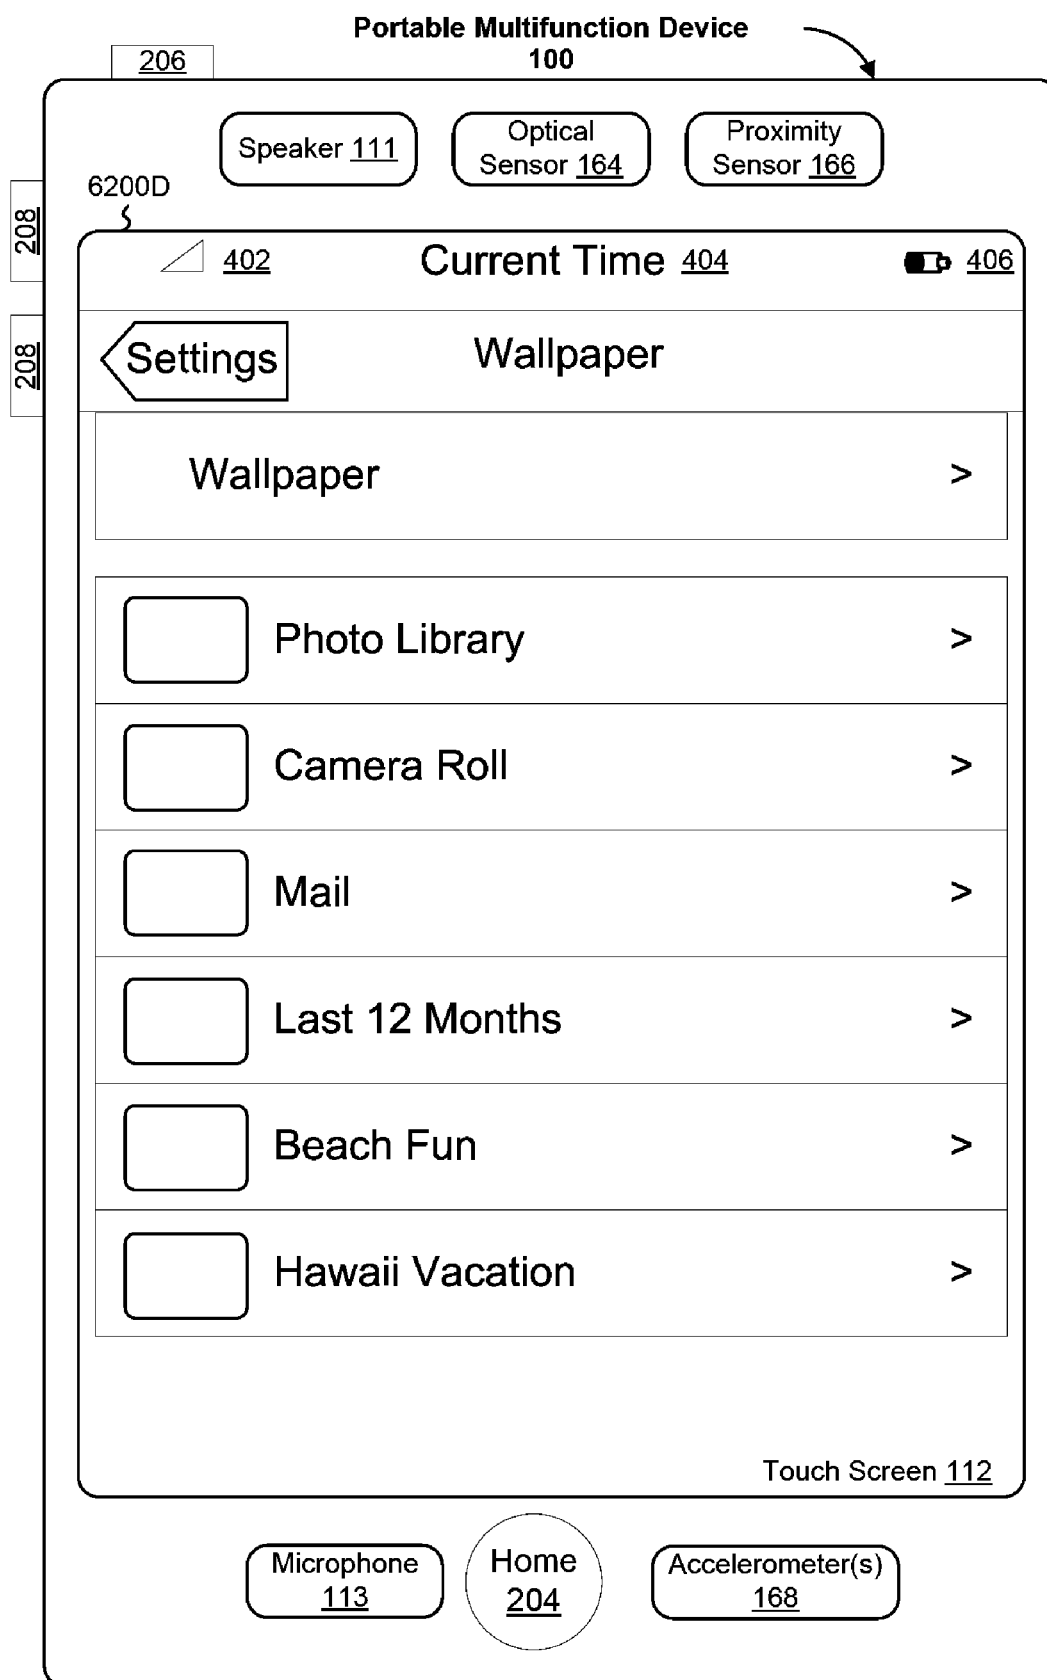 Portable Multifunction Device
100
206
Speaker 111
Optical
Sensor 164
Proximity
Sensor 166
6200D
208
402
Current Time 404
406
208
Settings
Wallpaper
Wallpaper
>
Photo Library
>
Camera Roll
>
Mail
>
Last 12 Months
>
Beach Fun
>
Hawaii Vacation
>
Touch Screen 112
Microphone
113
Home
204
Accelerometer(s)
168